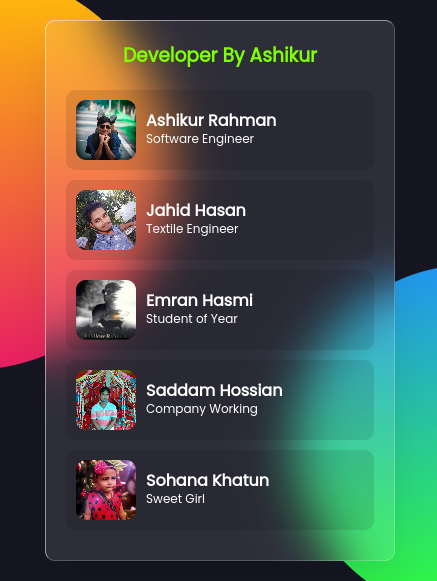 Developer By Ashikur
Ashikur Rahman
Software Engineer
Jahid Hasan
Textile Engineer
Emran Hasmi
Student of Year
Saddam Hossian
Company Working
Sohana Khatun
Sweet Girl